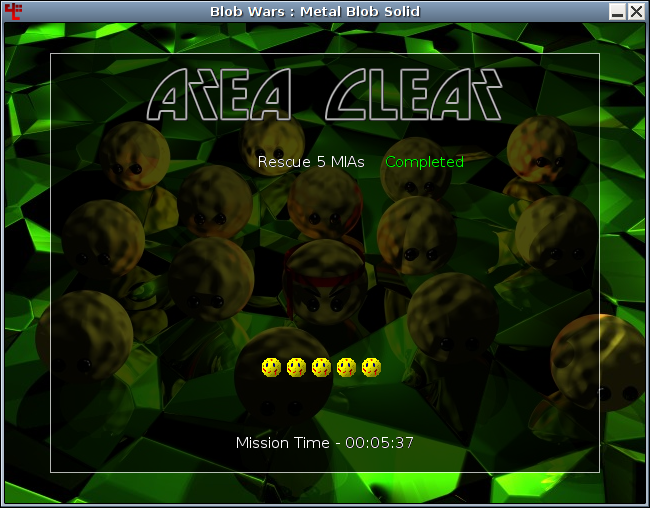 Blob Wars : Metal Blob Solid
AREA CLEAR
Rescue 5 MIAs Completed
Mission Time - 00:05:37